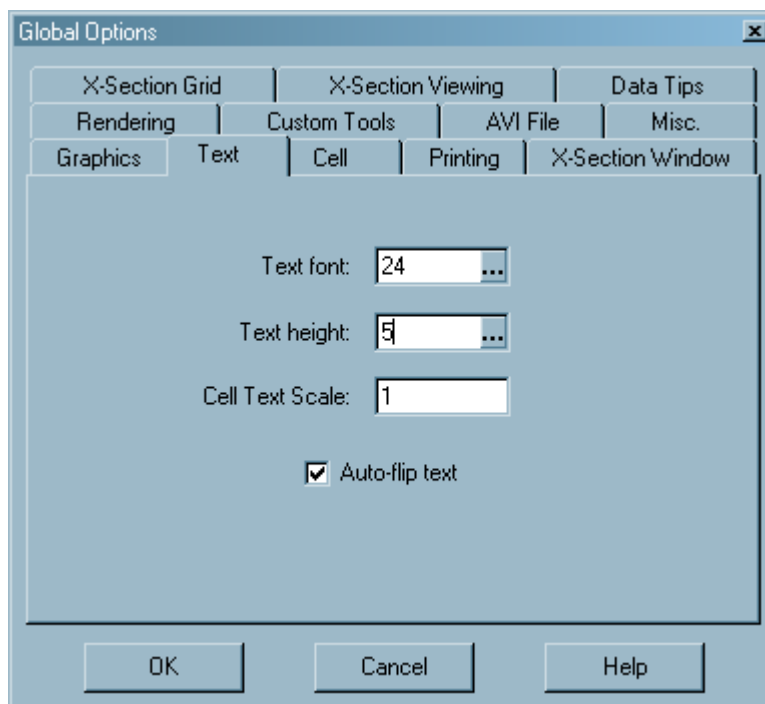 Global Options
X-Section Grid X-Section Viewing Data Tips
Rendering Custom Tools AVI File Misc.
Graphics Text Cell Printing X-Section Window
Text font: 24 ...
Text height: 5 ...
Cell Text Scale: 1
Auto-flip text
OK Cancel Help